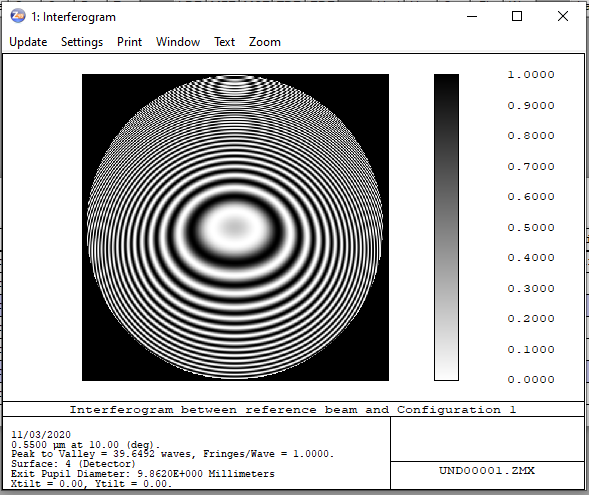 1: Interferogram
Update Settings Print Window Text Zoom
1.0000
0.9000
0.8000
0.7000
0.6000
0.5000
0.4000
0.3000
0.2000
0.1000
0.0000
Interferogram between reference beam and Configuration 1
11/03/2020
0.5500 µm at 10.00 (deg).
Peak to Valley = 39.6492 waves, Fringes/Wave = 1.0000.
Surface: 4 (Detector)
Exit Pupil Diameter: 9.8620E+000 Millimeters
Xtilt = 0.00, Ytilt = 0.00.
UND00001.ZMX